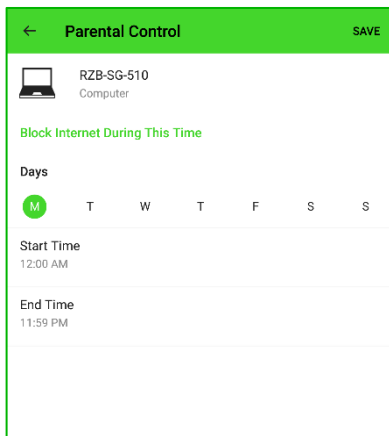 Parental Control SAVE
RZB-SG-510
Computer
Block Internet During This Time
Days
M T W T F S S
Start Time
12:00 AM
End Time
11:59 PM